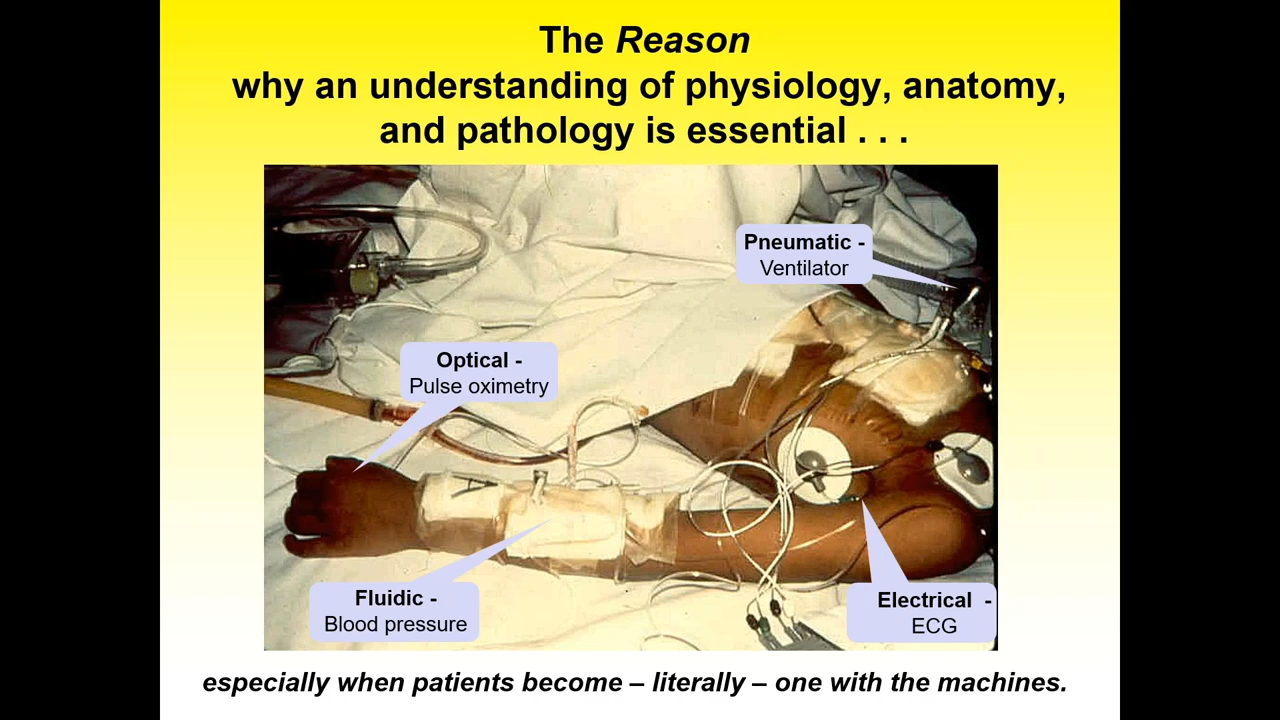 The Reason
why an understanding of physiology, anatomy,
and pathology is essential . . .
Pneumatic -
Ventilator
Optical -
Pulse oximetry
A
Fluidic -
Blood pressure
Electrical -
ECG
especially when patients become – literally – one with the machines.